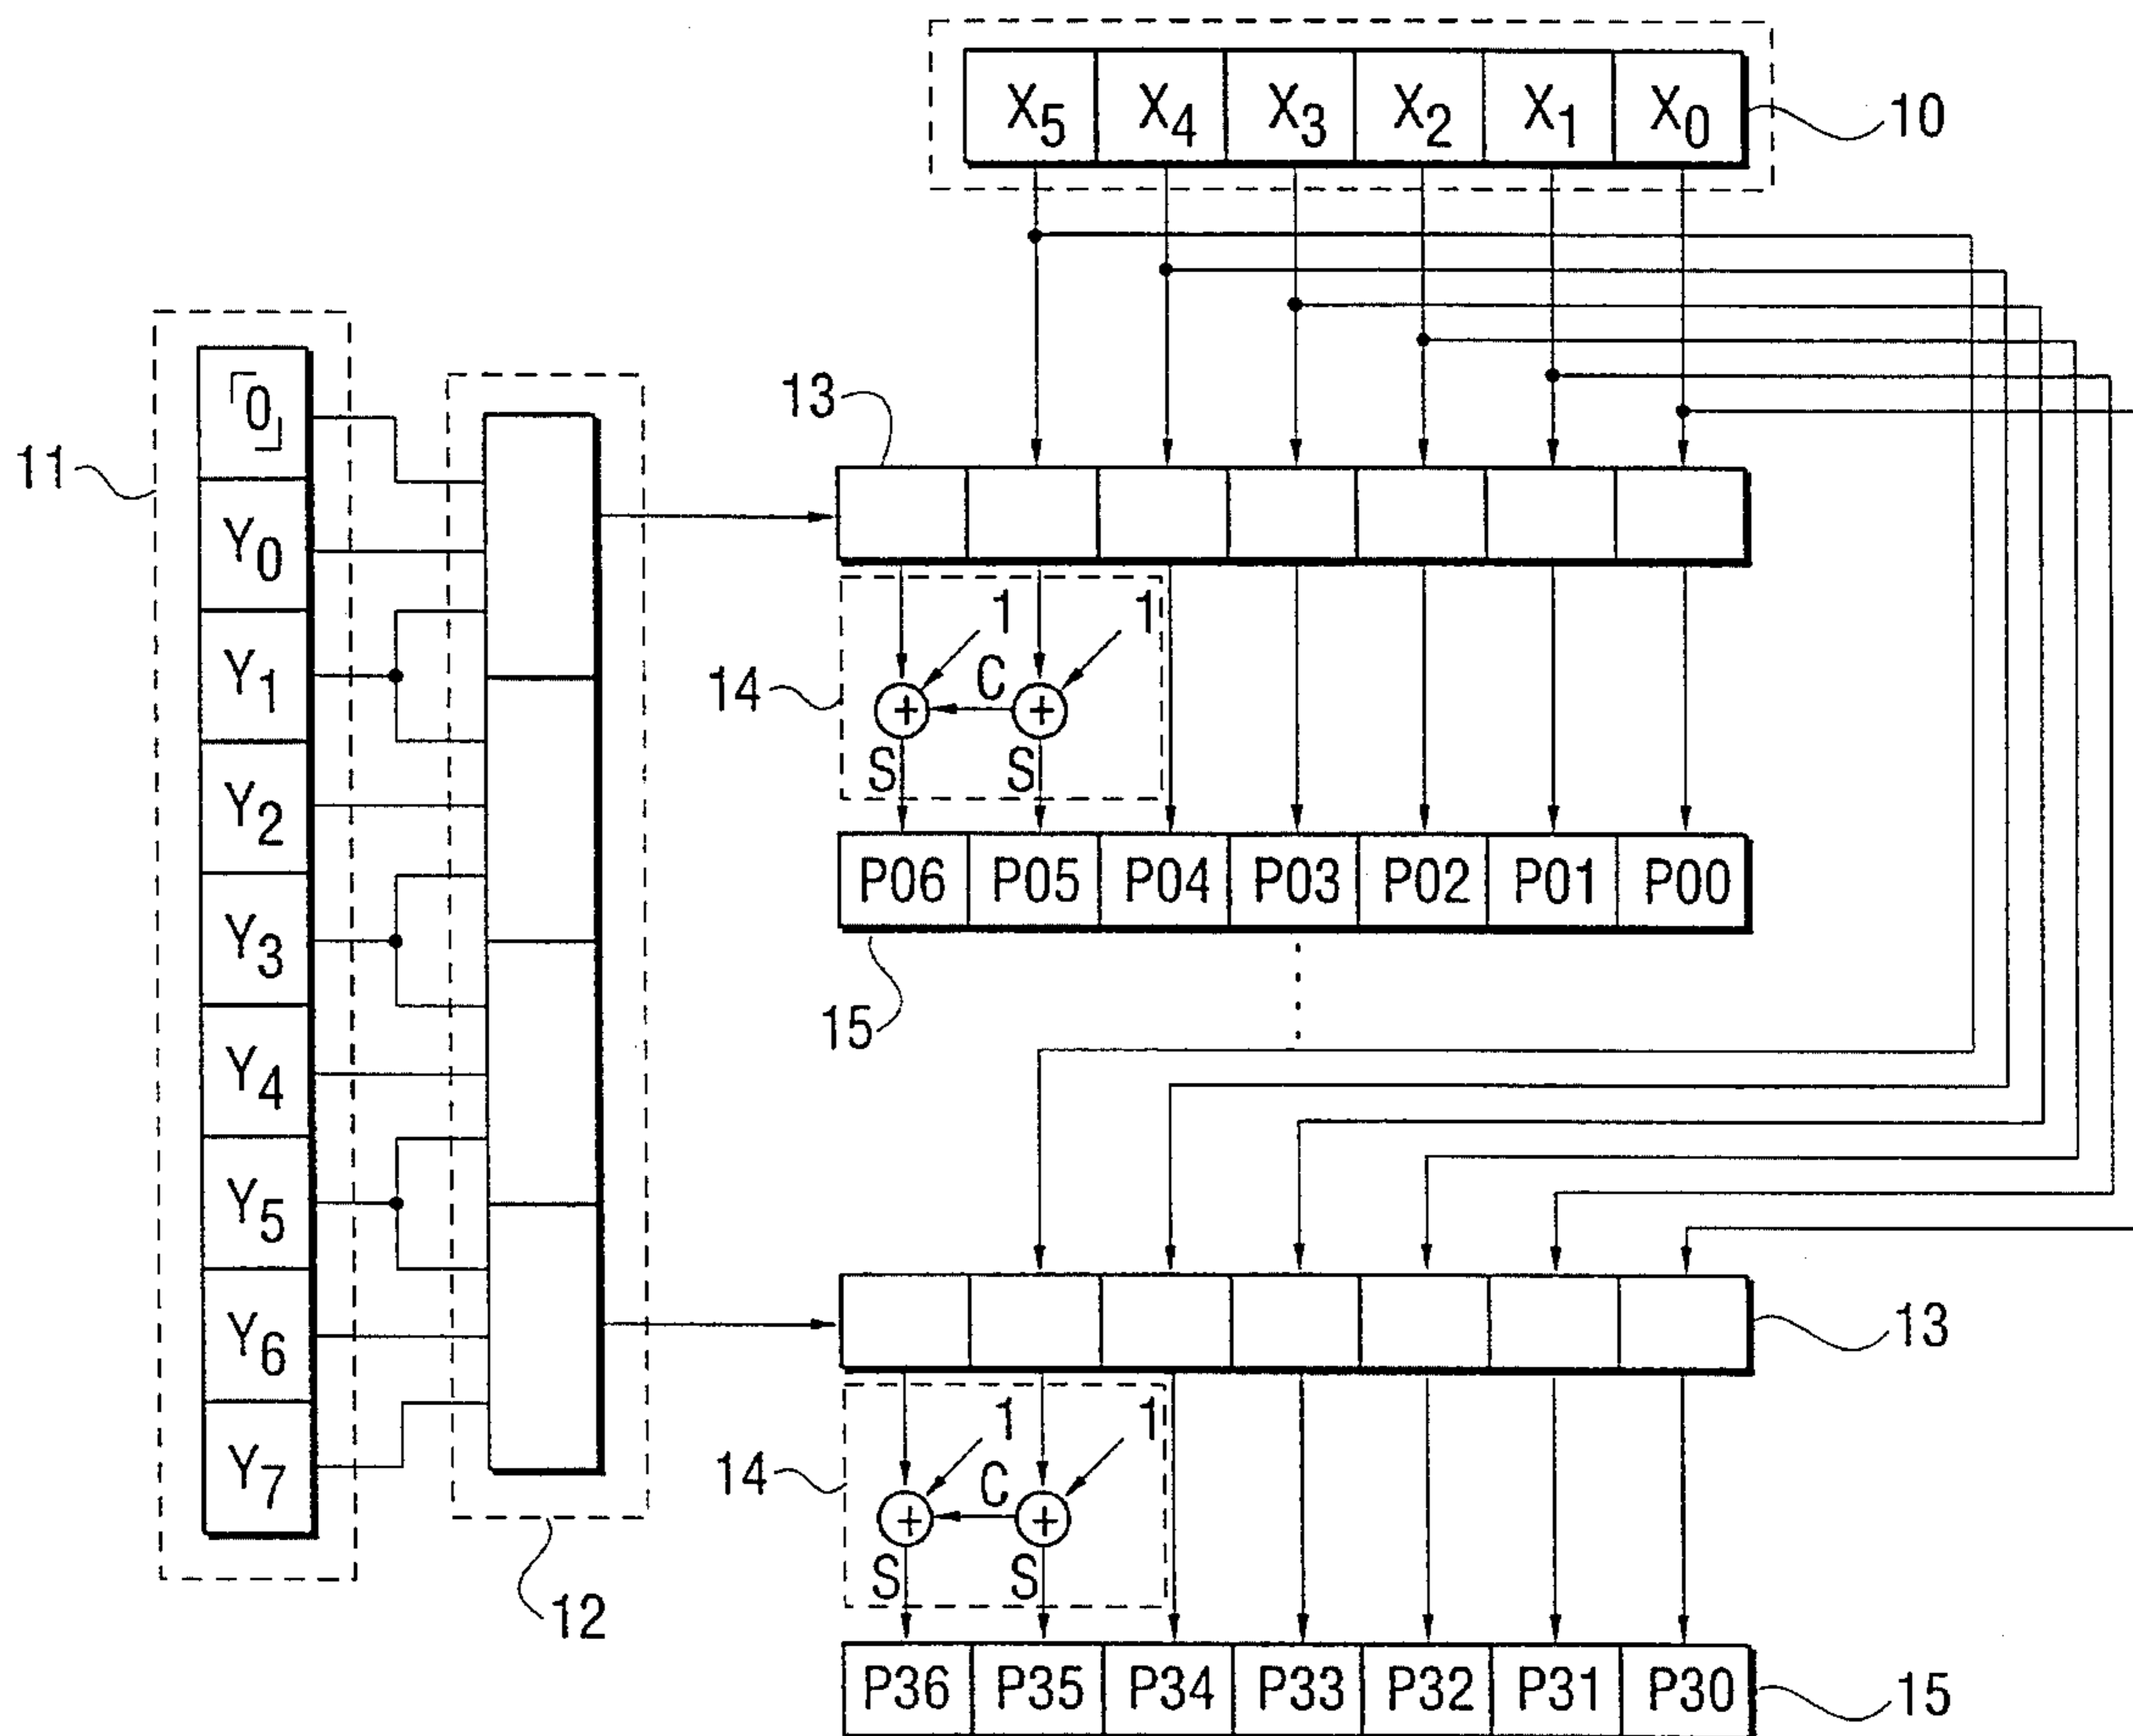 X5 X4 X3 X2 X1 X0 10
11
「0」
Y0
Y1
Y2
Y3
Y4
Y5
Y6
Y7
12
13
14
1 1
C
S S
P06 P05 P04 P03 P02 P01 P00
15
13
14
1 1
C
S S
P36 P35 P34 P33 P32 P31 P30
15